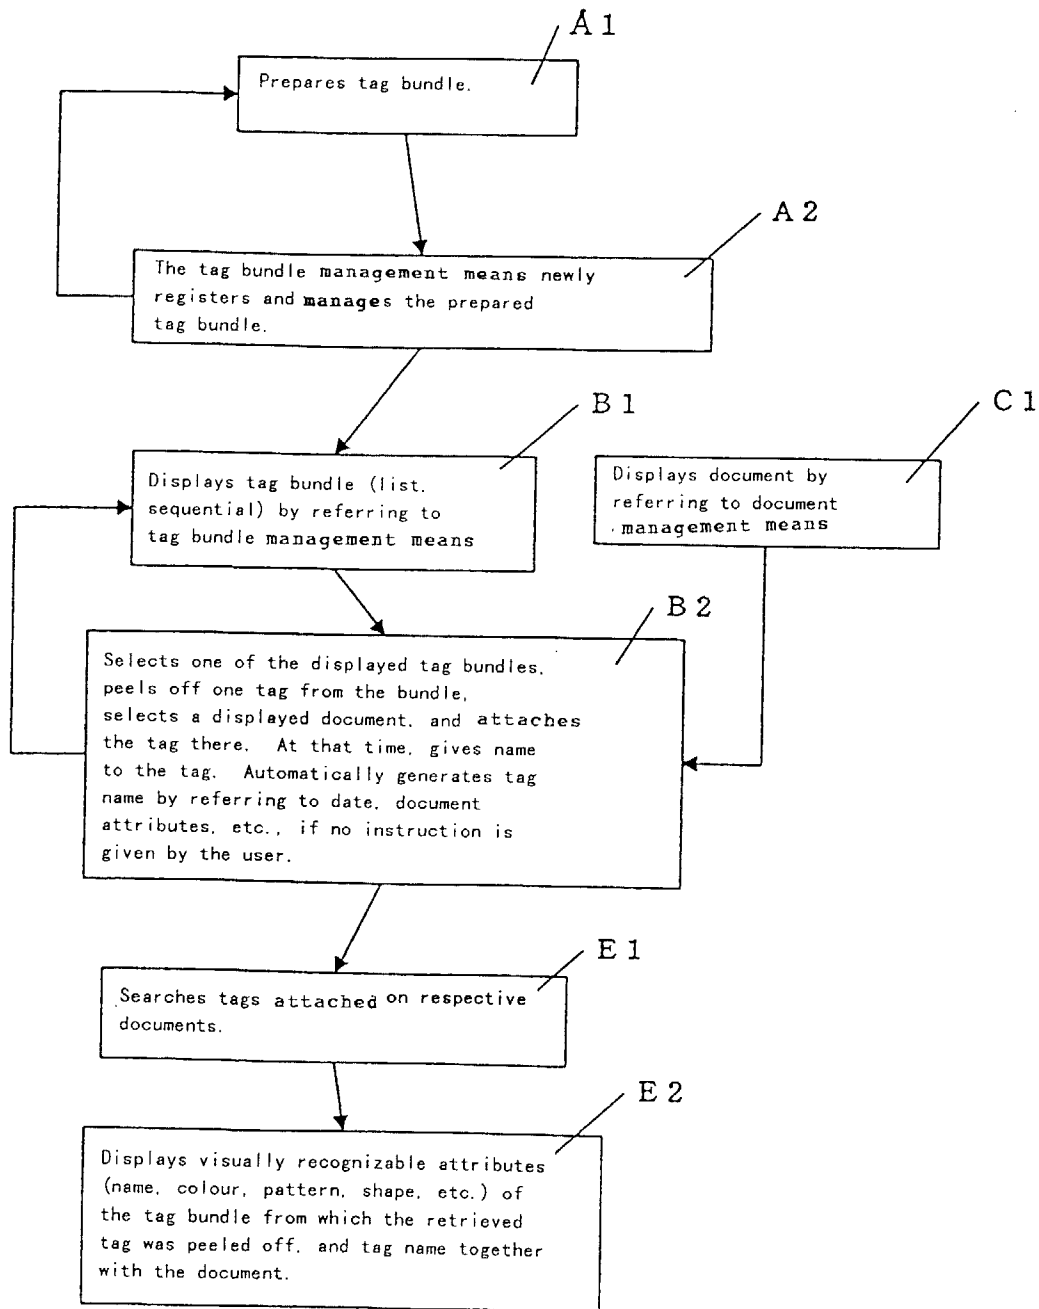 A1
Prepares tag bundle.
A2
The tag bundle management means newly
registers and manages the prepared
tag bundle.
B1
C1
Displays tag bundle (list.
sequential) by referring to
tag bundle management means
Displays document by
referring to document
management means
B2
Selects one of the displayed tag bundles,
peels off one tag from the bundle,
selects a displayed document, and attaches
the tag there. At that time, gives name
to the tag. Automatically generates tag
name by referring to date, document
attributes, etc., if no instruction is
given by the user.
E1
Searches tags attached on respective
documents.
E2
Displays visually recognizable attributes
(name, colour, pattern, shape, etc.) of
the tag bundle from which the retrieved
tag was peeled off, and tag name together
with the document.